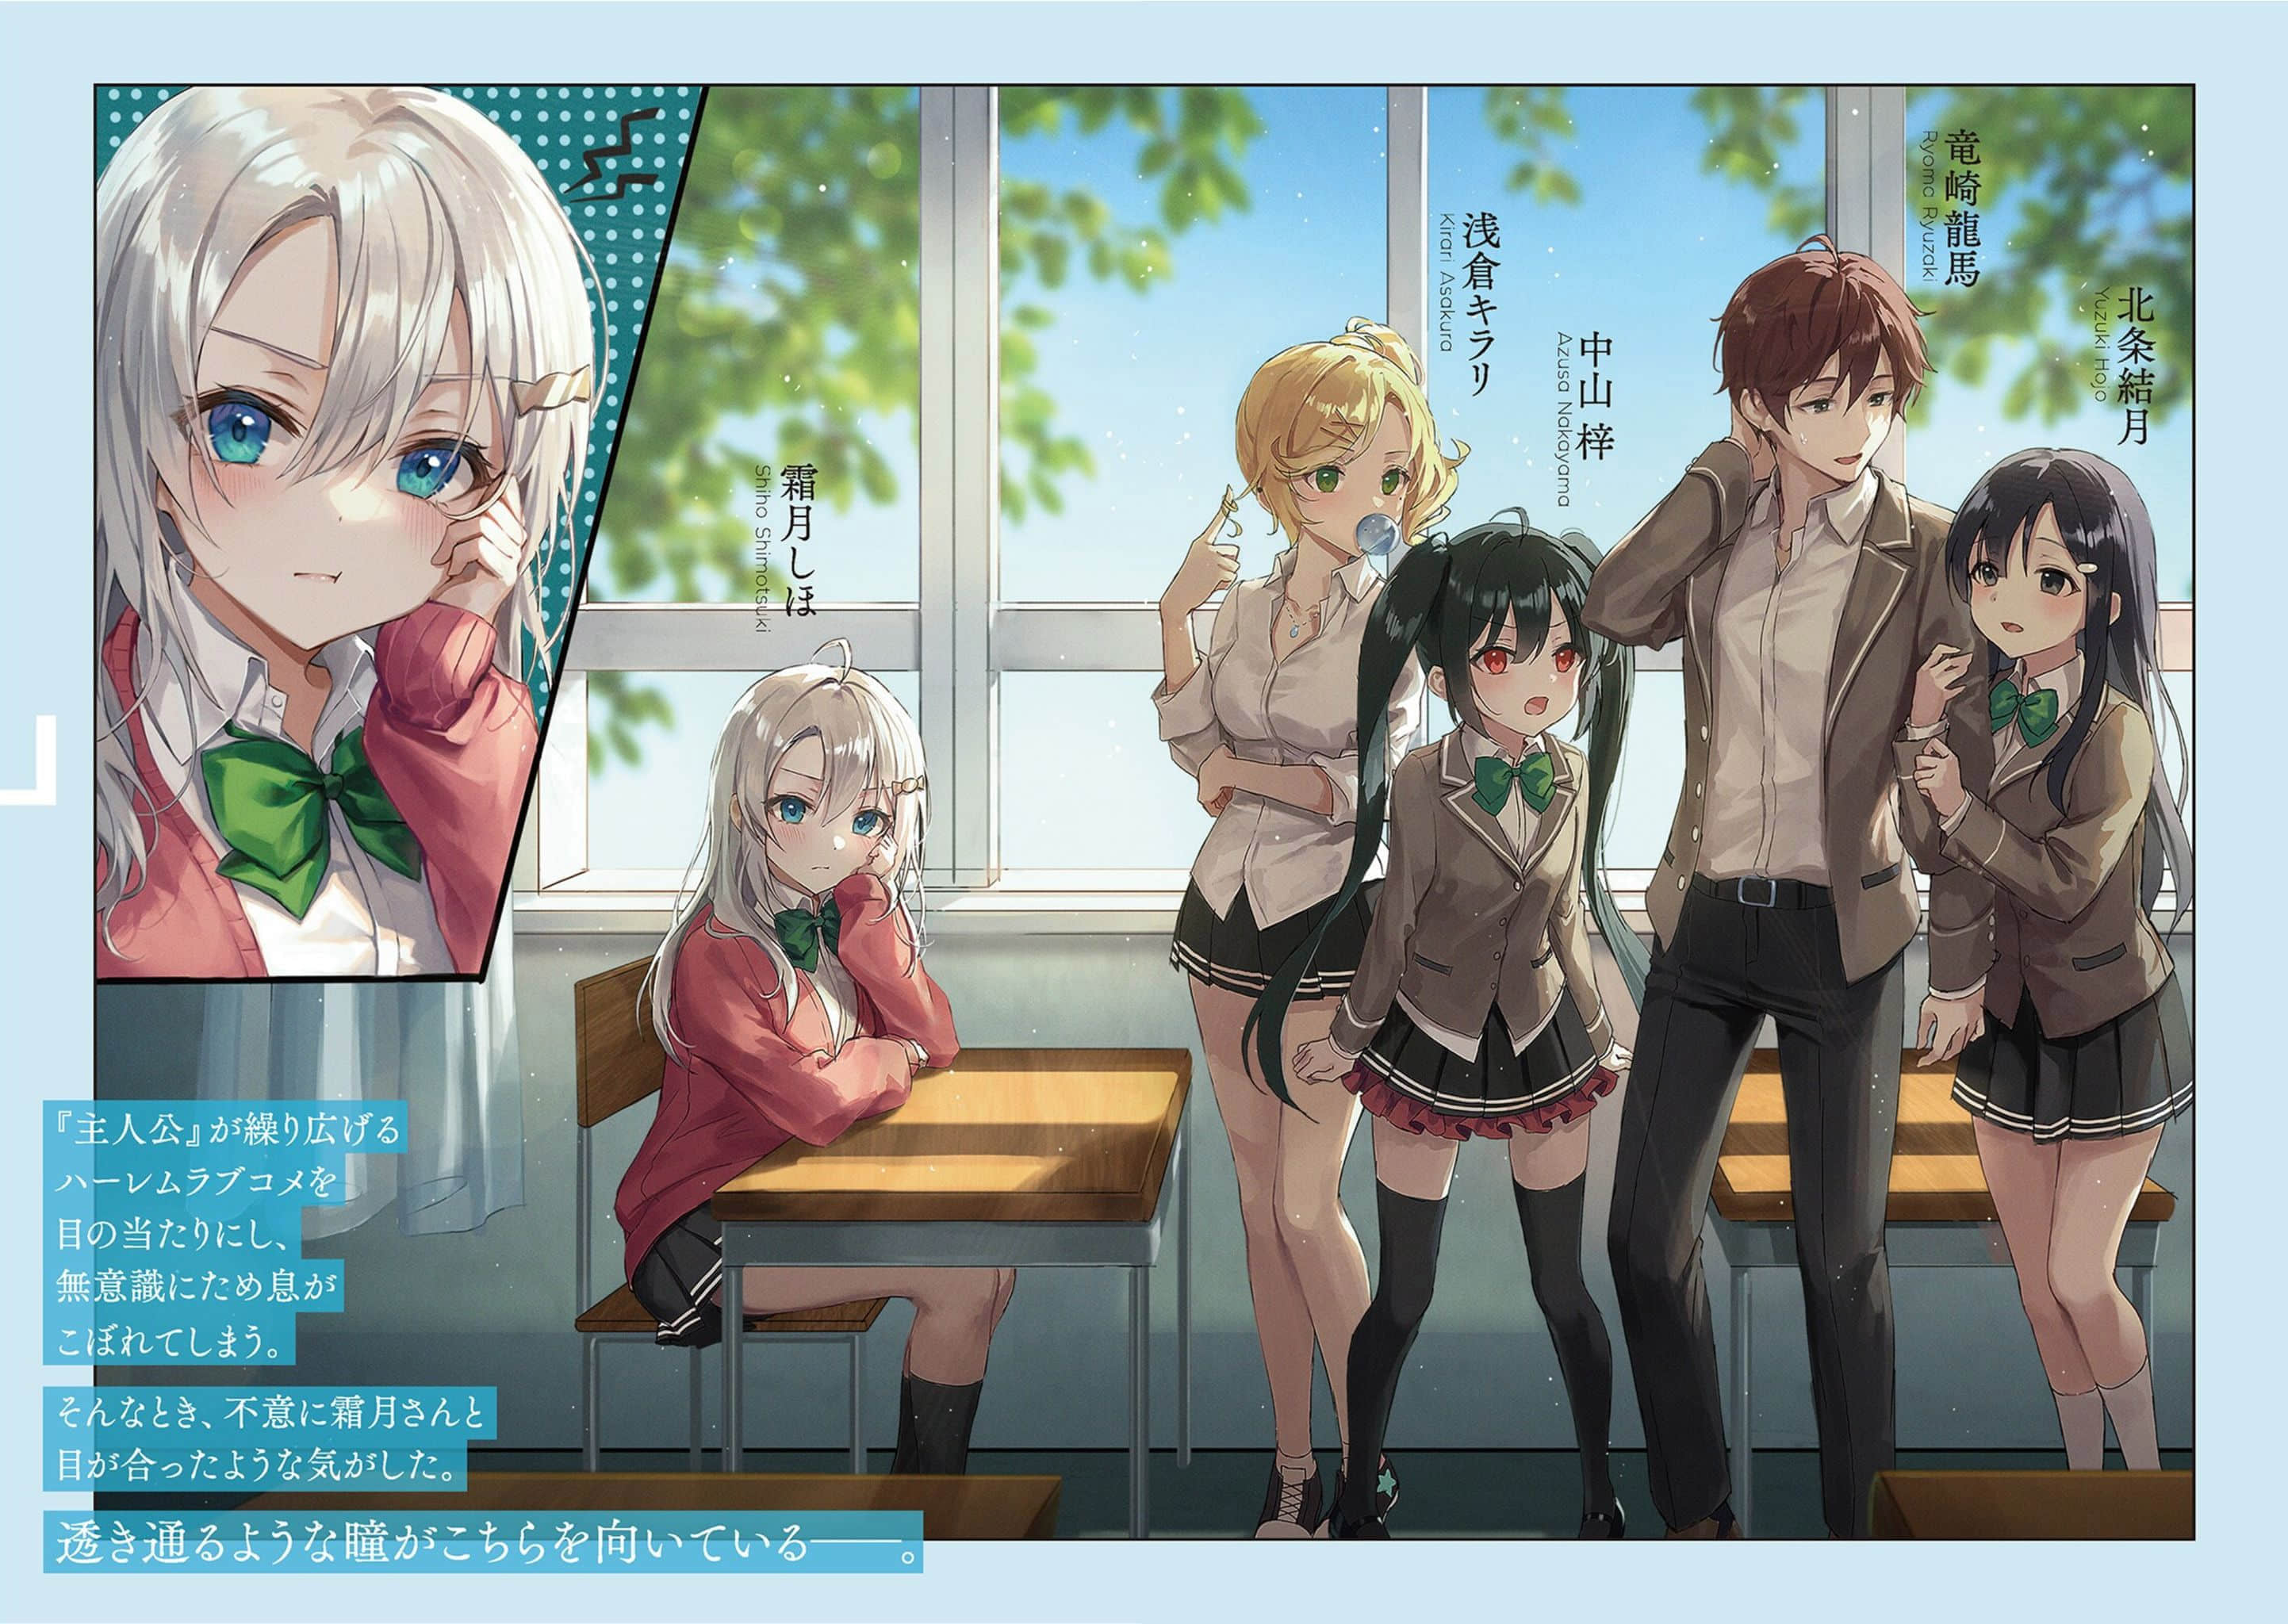 竜崎龍馬
Ryoma Ryuzaki
北条結月
Yuzuki Hojo
浅倉キラリ
Kirari Asakura
中山 梓
Azusa Nakayama
霜月しほ
Shiho Shimotsuki
『主人公』が繰り広げる
ハーレムラブコメを
目の当たりにし、
無意識にため息が
こぼれてしまう。
そんなとき、不意に霜月さんと
目が合ったような気がした。
透き通るような瞳がこちらを向いている──。